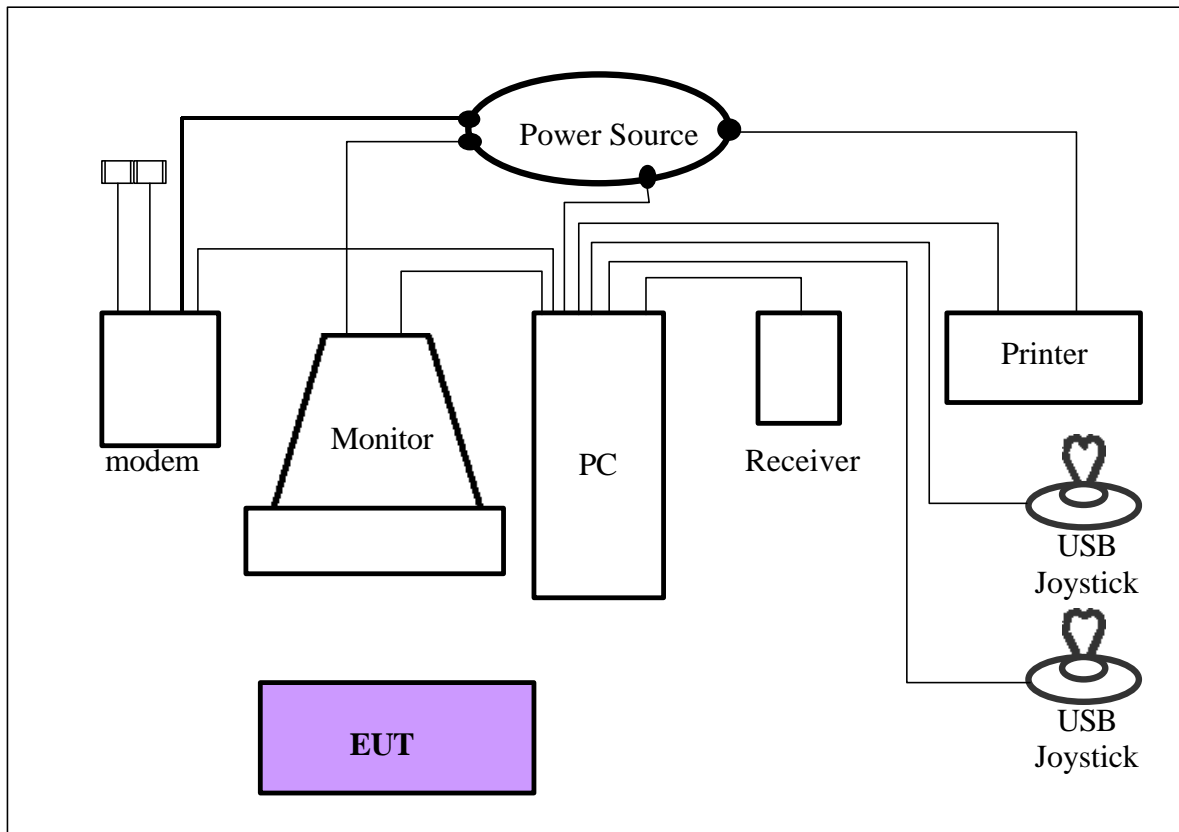 Power Source
Printer
Monitor
PC
modem
Receiver
USB
Joystick
USB
Joystick
EUT